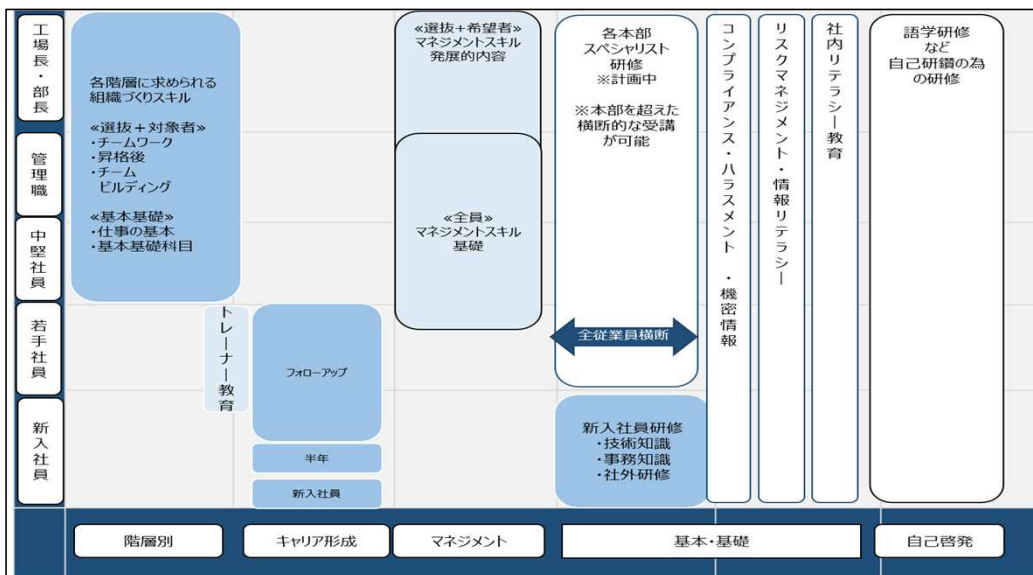 工場長・部長
管理職
中堅社員
若手社員
新入社員
各階層に求められる
組織づくりスキル
≪選抜＋対象者≫
・チームワーク
・昇格後
・チーム
ビルディング
≪基本基礎≫
・仕事の基本
・基本基礎科目
トレーナー教育
フォローアップ
半年
新入社員
≪選抜＋希望者≫
マネジメントスキル
発展的内容
≪全員≫
マネジメントスキル
基礎
各本部
スペシャリスト
研修
※計画中
※本部を超えた
横断的な受講
が可能
全従業員横断
新入社員研修
・技術知識
・事務知識
・社外研修
コンプライアンス・ハラスメント・機密情報
リスクマネジメント・情報リテラシー
社内リテラシー教育
語学研修
など
自己研鑽の為
の研修
階層別
キャリア形成
マネジメント
基本・基礎
自己啓発